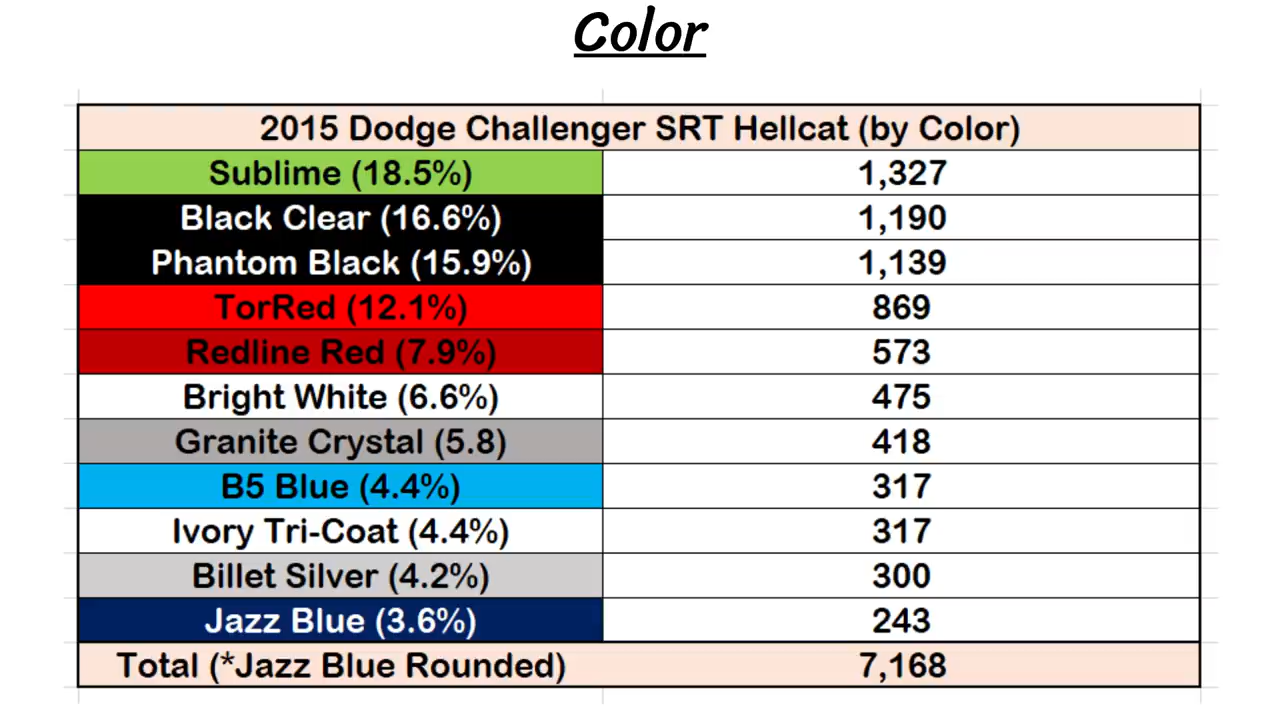 Color
2015 Dodge Challenger SRT Hellcat (by Color)
Sublime (18.5%) 1,327
Black Clear (16.6%) 1,190
Phantom Black (15.9%) 1,139
TorRed (12.1%) 869
Redline Red (7.9%) 573
Bright White (6.6%) 475
Granite Crystal (5.8) 418
B5 Blue (4.4%) 317
Ivory Tri-Coat (4.4%) 317
Billet Silver (4.2%) 300
Jazz Blue (3.6%) 243
Total (*Jazz Blue Rounded) 7,168